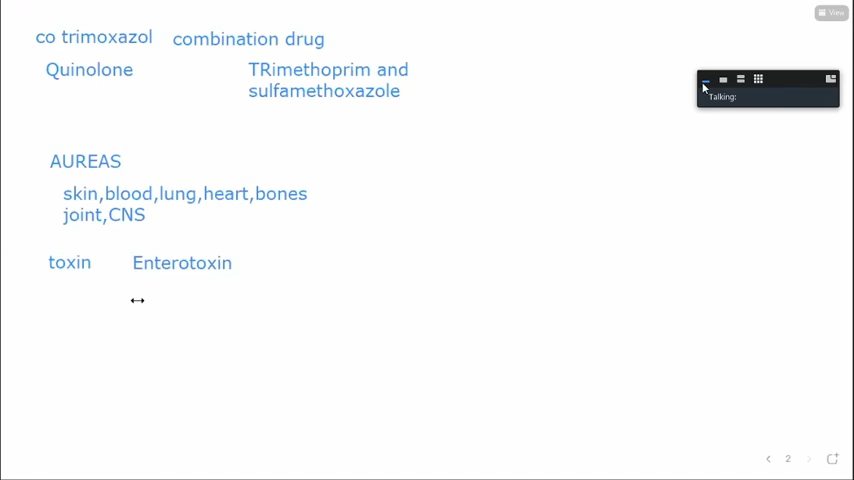 View
co trimoxazol combination drug
Quinolone TRimethoprim and
sulfamethoxazole
Talking:
AUREAS
skin,blood,lung,heart,bones
joint,CNS
toxin Enterotoxin
2